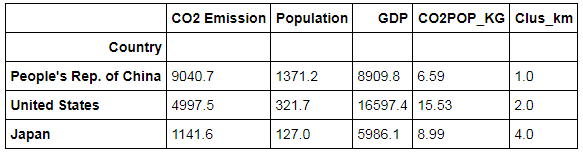 CO2 Emission Population GDP CO2POP_KG Clus_km
Country
People's Rep. of China 9040.7 1371.2 8909.8 6.59 1.0
United States 4997.5 321.7 16597.4 15.53 2.0
Japan 1141.6 127.0 5986.1 8.99 4.0